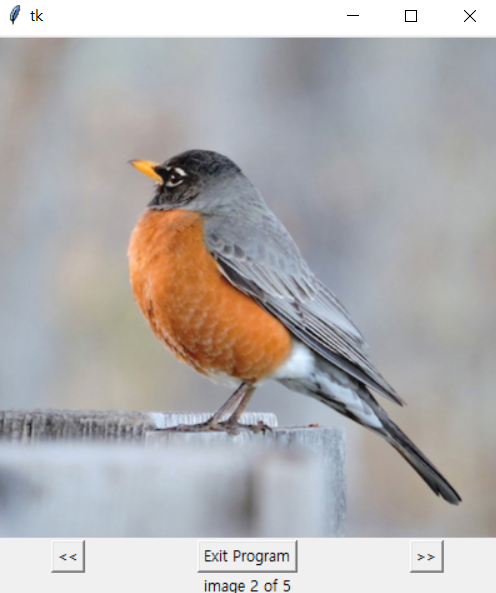 tk
<< Exit Program >>
image 2 of 5